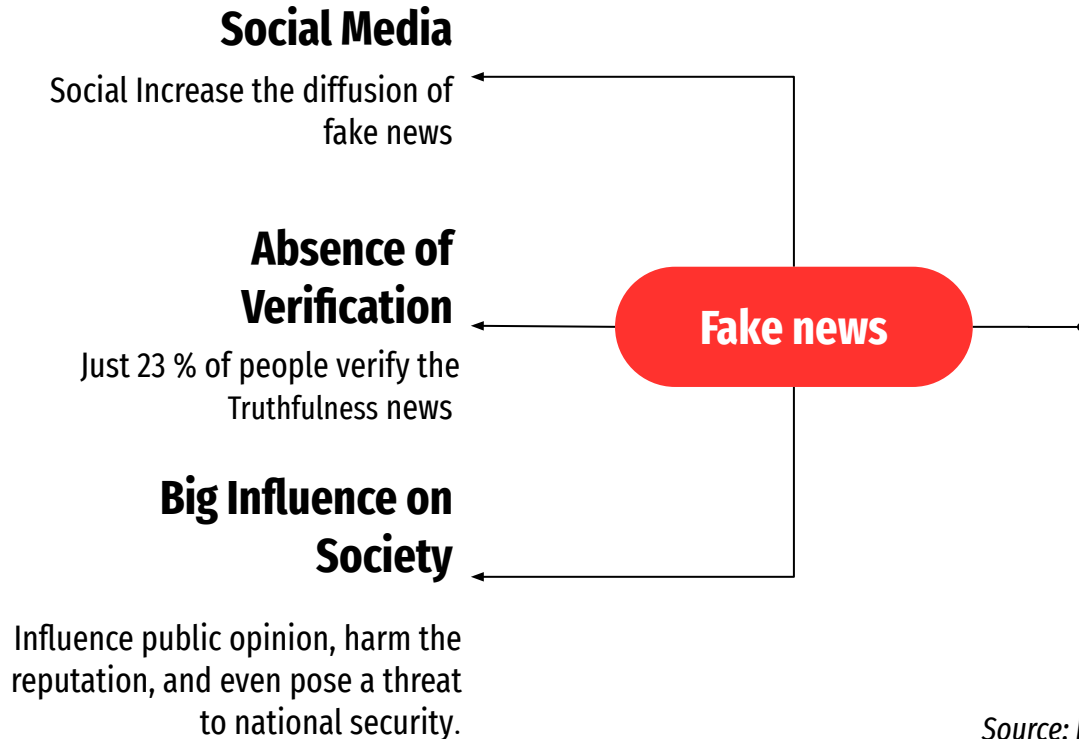 Social Media
Social Increase the diffusion of
fake news
Absence of
Verification
Just 23 % of people verify the
Truthfulness news
Fake news
Big Influence on
Society
Influence public opinion, harm the
reputation, and even pose a threat
to national security.
Source: